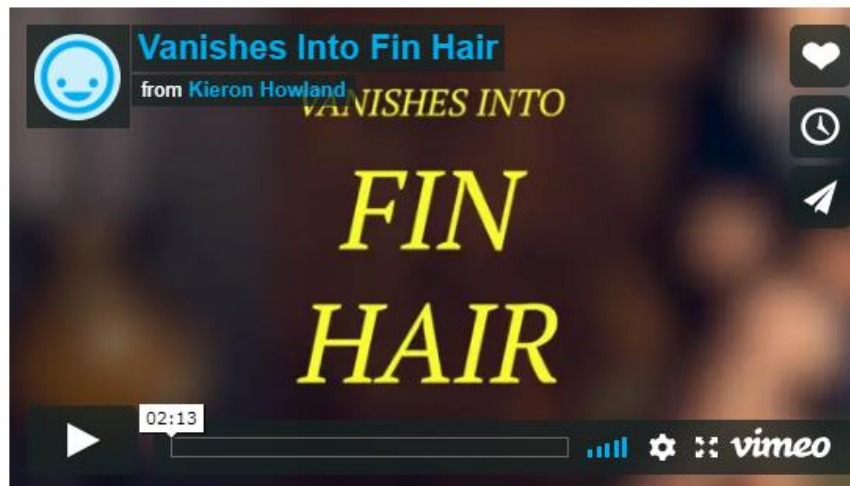 Vanishes Into Fin Hair
from Kieron Howland
VANISHES INTO
FIN
HAIR
02:13
vimeo